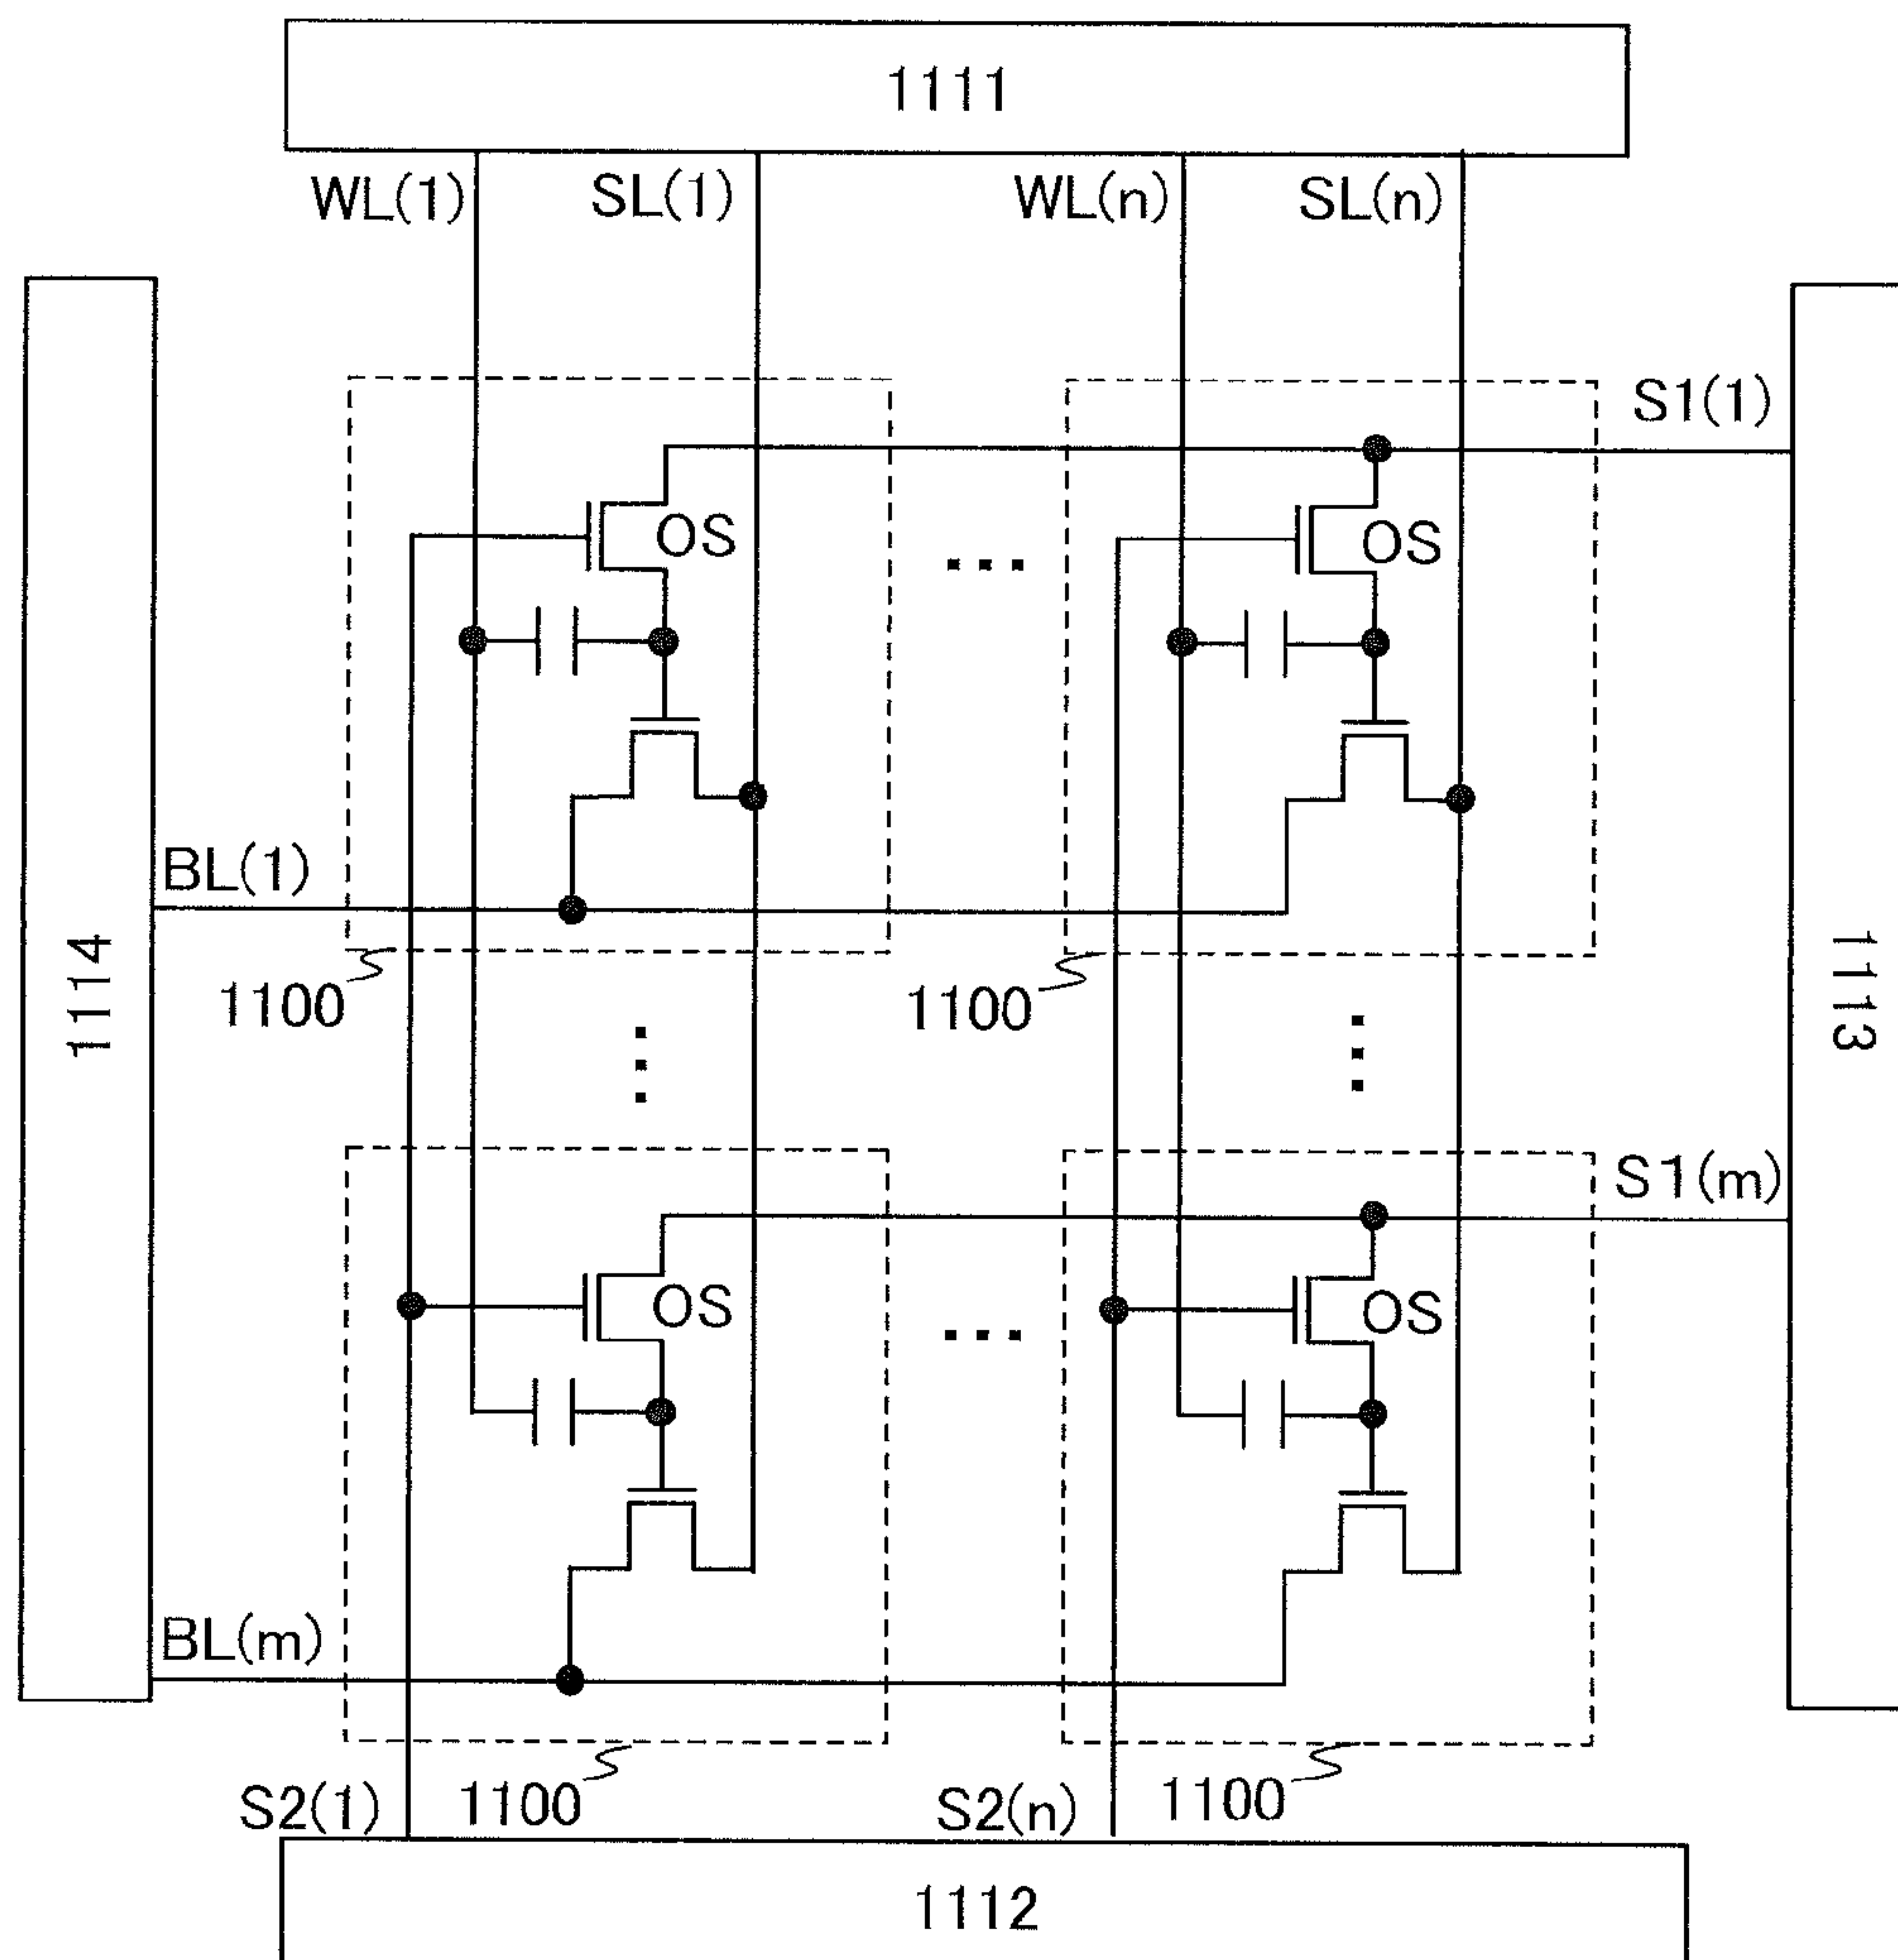 1111
WL(1)
SL(1)
WL(n)
SL(n)
S1(1)
OS
OS
BL(1)
1114
1113
1100
1100
S1(m)
OS
OS
BL(m)
S2(1)
1100
S2(n)
1100
1112